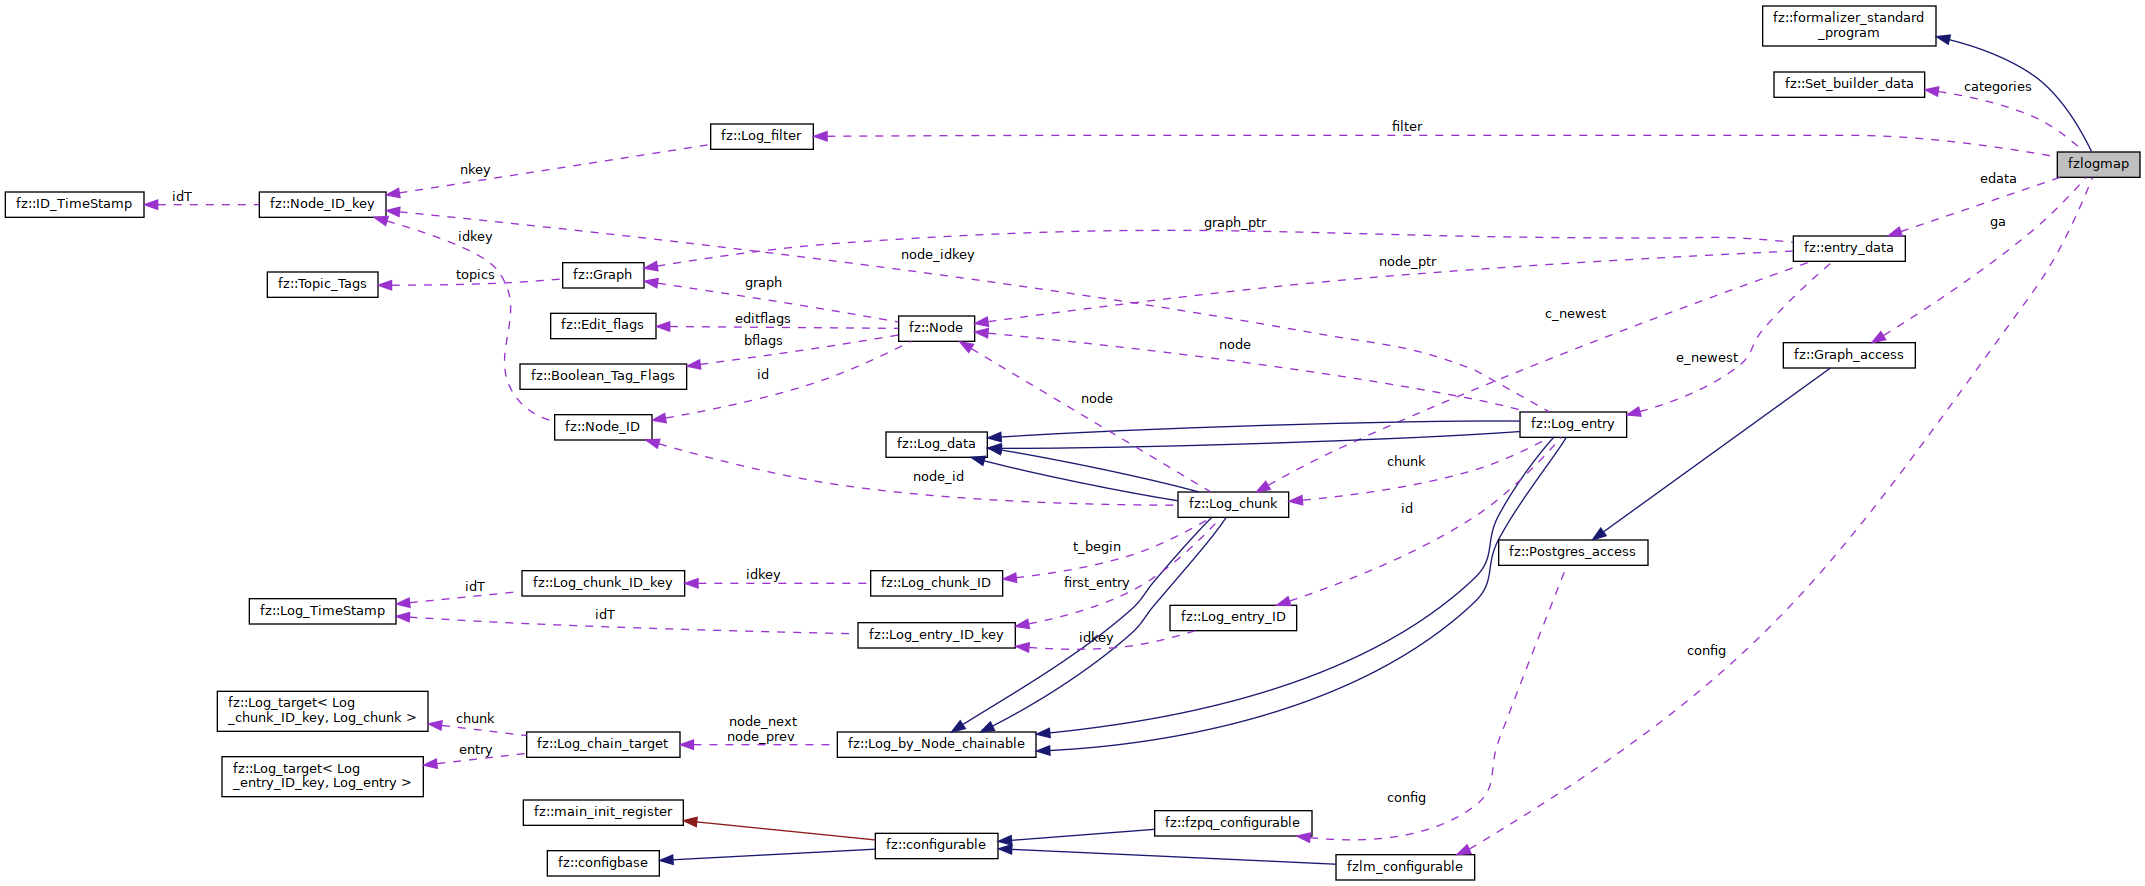 fz::formalizer_standard
_program
fz::Set_builder_data
categories
filter
fz::Log_filter
fzlogmap
nkey
edata
idT
fz::ID_TimeStamp
fz::Node_ID_key
ga
graph_ptr
idkey
fz::entry_data
node_idkey
node_ptr
topics
fz::Graph
fz::Topic_Tags
graph
c_newest
editflags
fz::Edit_flags
fz::Node
bflags
node
e_newest
fz::Graph_access
id
fz::Boolean_Tag_Flags
node
fz::Node_ID
fz::Log_entry
fz::Log_data
chunk
node_id
fz::Log_chunk
id
t_begin
fz::Postgres_access
idkey
first_entry
idT
fz::Log_chunk_ID_key
fz::Log_chunk_ID
fz::Log_TimeStamp
idT
fz::Log_entry_ID
fz::Log_entry_ID_key
idkey
config
fz::Log_target< Log
_chunk_ID_key, Log_chunk >
chunk
node_next
node_prev
fz::Log_chain_target
fz::Log_by_Node_chainable
entry
fz::Log_target< Log
_entry_ID_key, Log_entry >
config
fz::main_init_register
fz::fzpq_configurable
fz::configurable
fz::configbase
fzlm_configurable